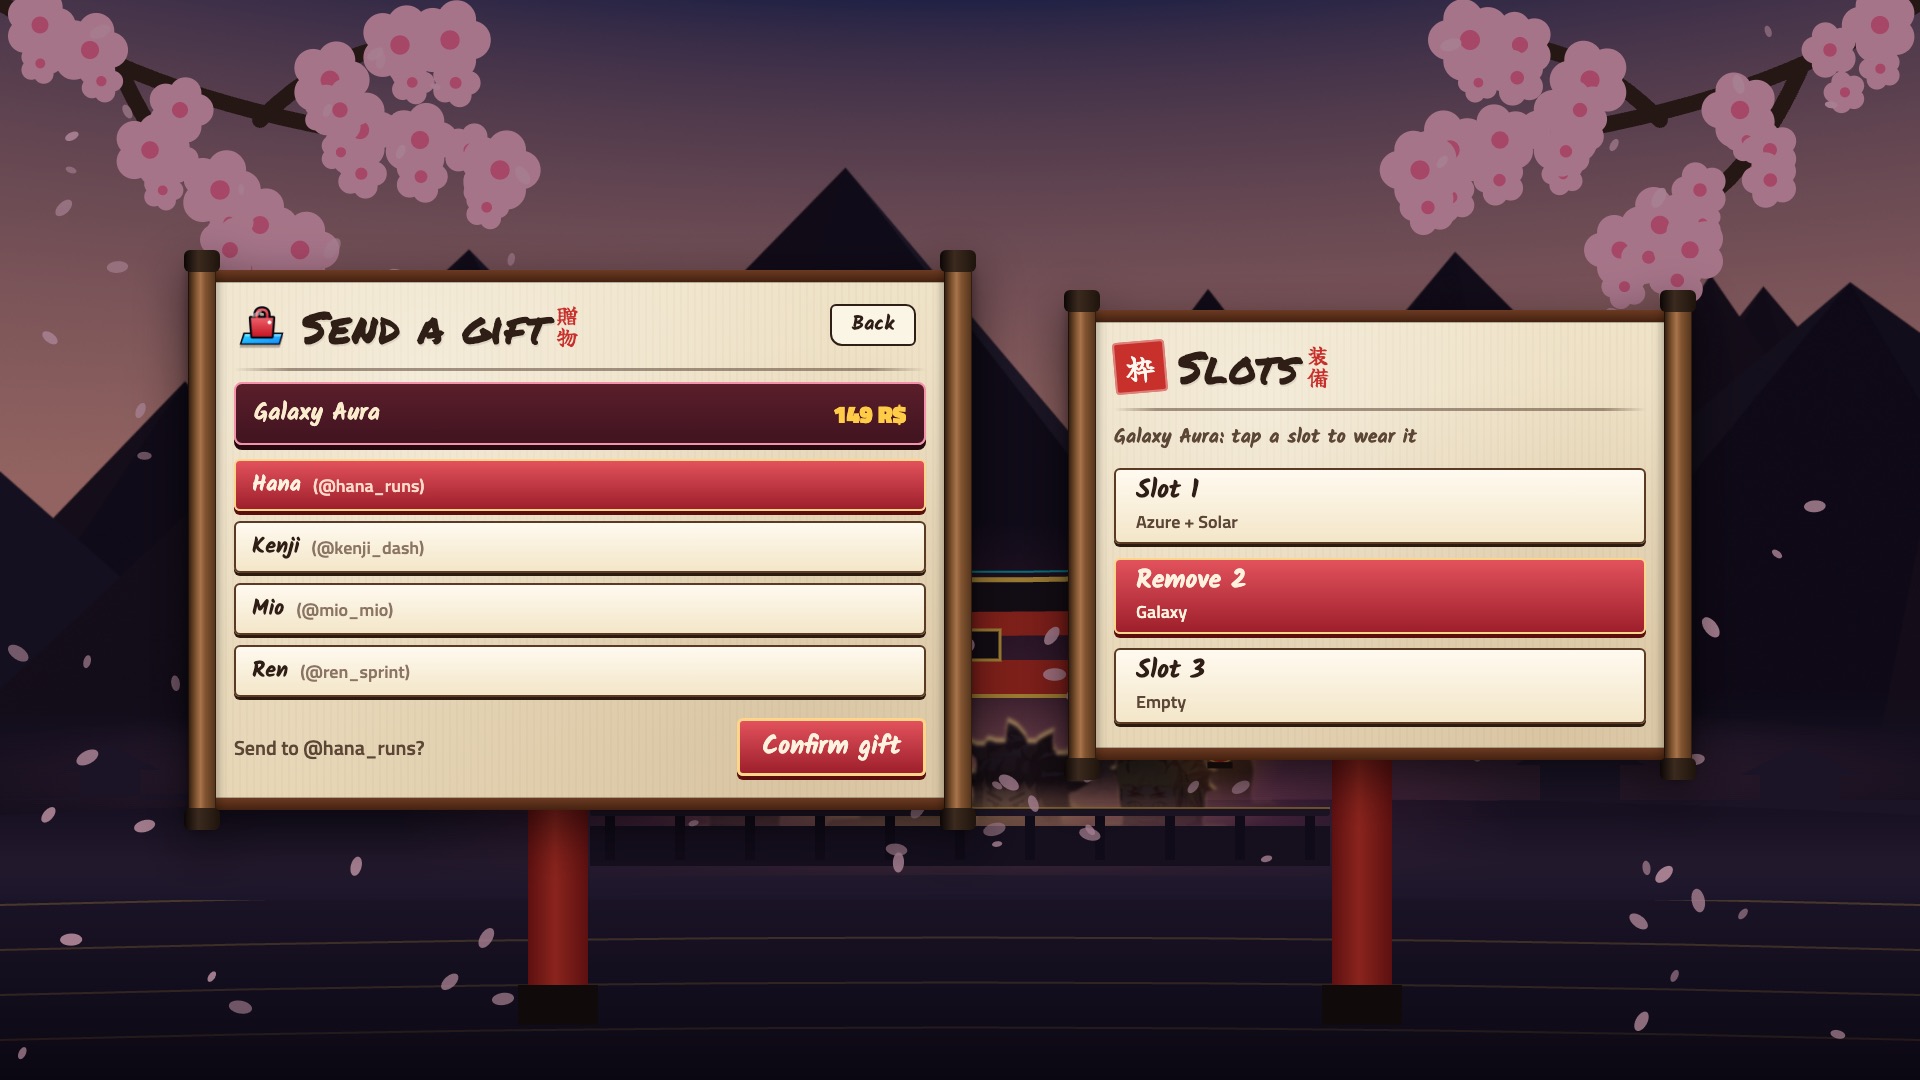 SEND A GIFT 贈物
Back
Galaxy Aura 149 R$
Hana (@hana_runs)
Kenji (@kenji_dash)
Mio (@mio_mio)
Ren (@ren_sprint)
Send to @hana_runs? Confirm gift
枠 SLOTS 装備
Galaxy Aura: tap a slot to wear it
Slot 1
Azure + Solar
Remove 2
Galaxy
Slot 3
Empty